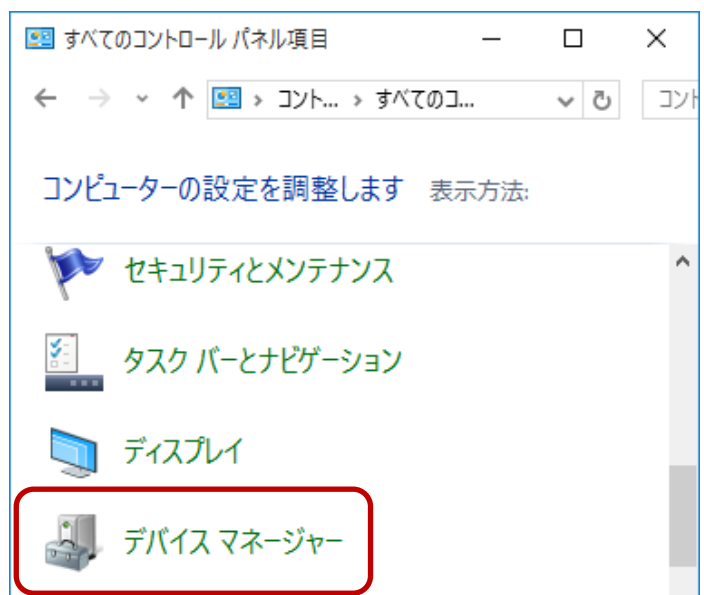 すべてのコントロール パネル項目
コント... › すべてのコ...
コント
コンピューターの設定を調整します 表示方法:
セキュリティとメンテナンス
タスク バーとナビゲーション
ディスプレイ
デバイス マネージャー